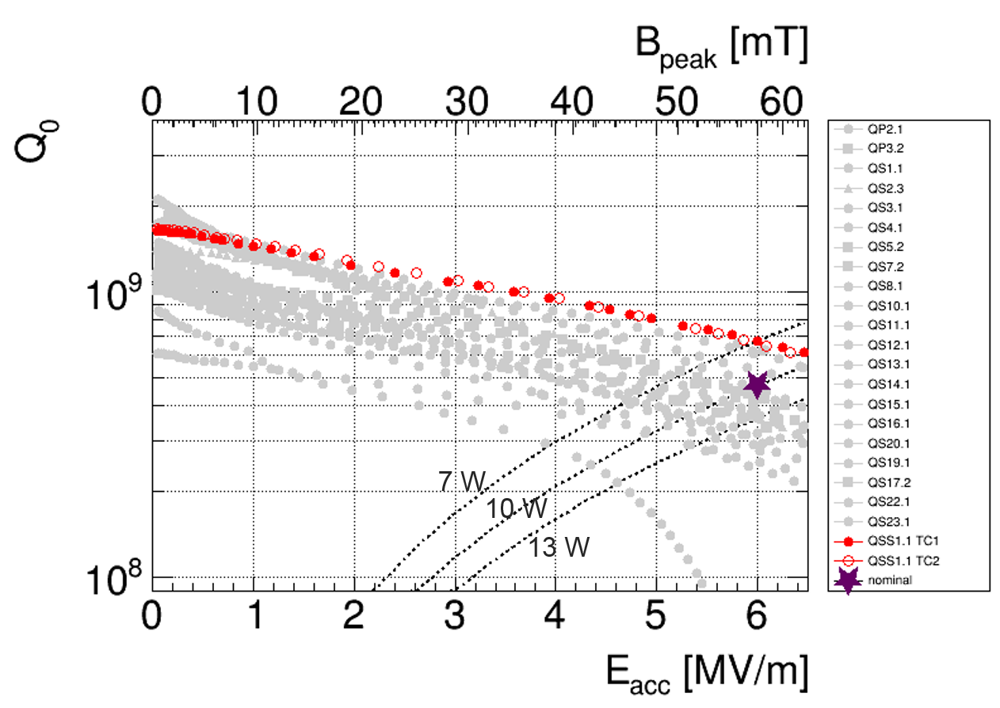 B_peak [mT]
0 10 20 30 40 50 60
Q_0
10^9
10^8
7 W
10 W
13 W
0 1 2 3 4 5 6
E_acc [MV/m]
QP2.1
QP3.2
QS1.1
QS2.3
QS3.1
QS4.1
QS5.2
QS7.2
QS8.1
QS10.1
QS11.1
QS12.1
QS13.1
QS14.1
QS15.1
QS16.1
QS20.1
QS19.1
QS17.2
QS22.1
QS23.1
QSS1.1 TC1
QSS1.1 TC2
nominal